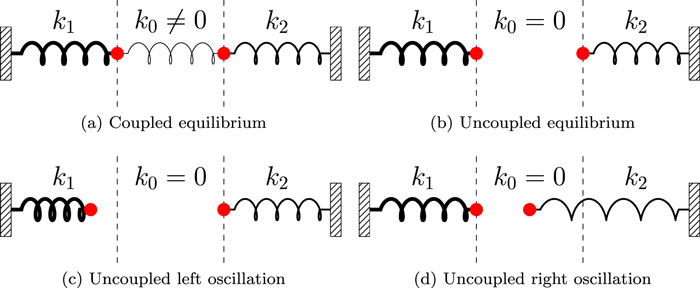 k₁ k₀ ≠ 0 k₂
k₁ k₀ = 0 k₂
(a) Coupled equilibrium
(b) Uncoupled equilibrium
k₁ k₀ = 0 k₂
k₁ k₀ = 0 k₂
(c) Uncoupled left oscillation
(d) Uncoupled right oscillation